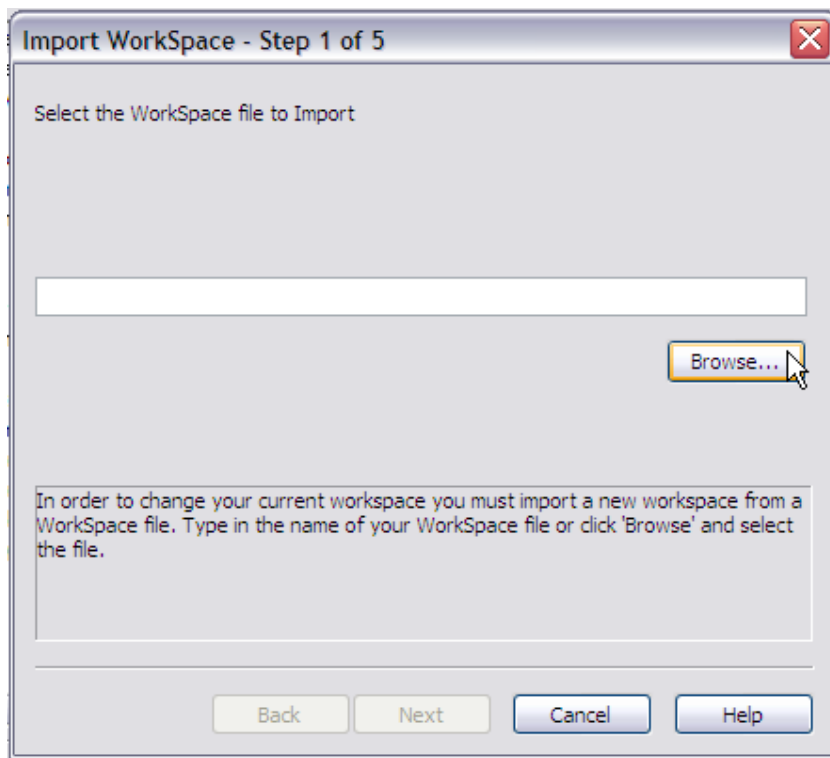 Import WorkSpace - Step 1 of 5
Select the WorkSpace file to Import
Browse...
In order to change your current workspace you must import a new workspace from a
WorkSpace file. Type in the name of your WorkSpace file or click 'Browse' and select
the file.
Back Next Cancel Help